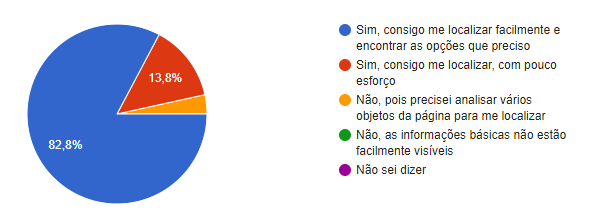 82,8%
13,8%
Sim, consigo me localizar facilmente e
encontrar as opções que preciso
Sim, consigo me localizar, com pouco
esforço
Não, pois precisei analisar vários
objetos da página para me localizar
Não, as informações básicas não estão
facilmente visíveis
Não sei dizer